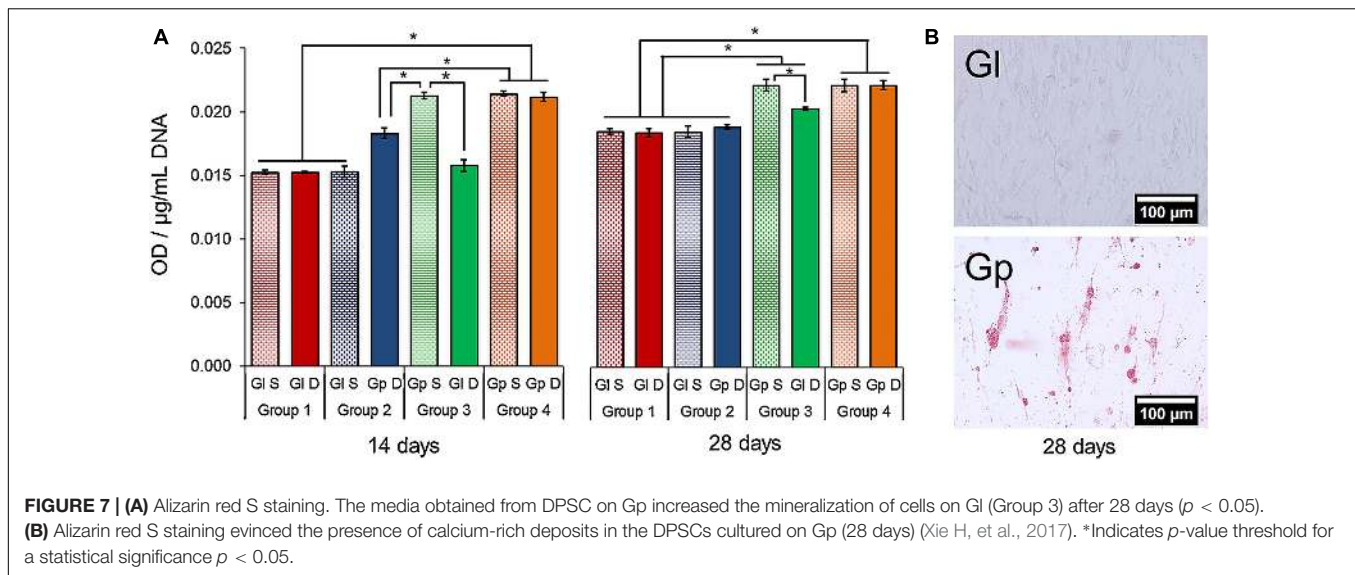 A
B
OD / µg/mL DNA
0.025
0.020
0.015
0.010
0.005
0.000
* * * * * * *
Gl S Gl D Gl S Gp D Gp S Gl D Gp S Gp D
Group 1 Group 2 Group 3 Group 4
14 days
Gl S Gl D Gl S Gp D Gp S Gl D Gp S Gp D
Group 1 Group 2 Group 3 Group 4
28 days
Gl
100 µm
Gp
100 µm
28 days
FIGURE 7 | (A) Alizarin red S staining. The media obtained from DPSC on Gp increased the mineralization of cells on Gl (Group 3) after 28 days (p < 0.05).
(B) Alizarin red S staining evinced the presence of calcium-rich deposits in the DPSCs cultured on Gp (28 days) (Xie H, et al., 2017). *Indicates p-value threshold for
a statistical significance p < 0.05.